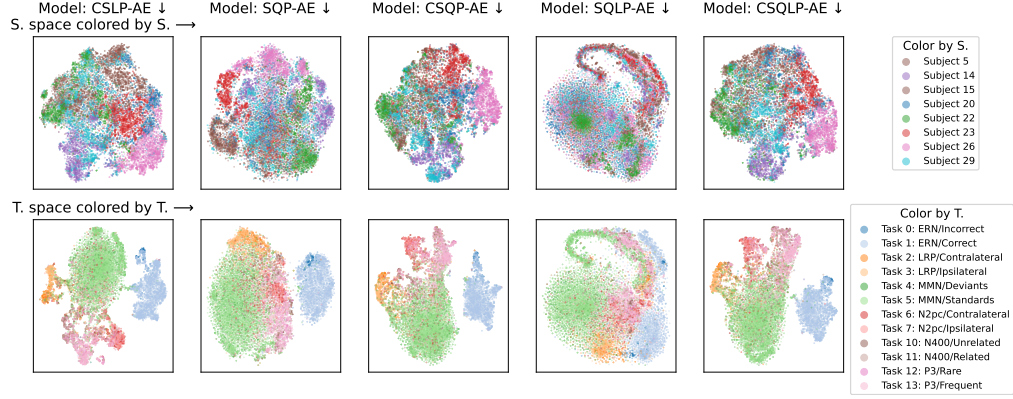 Model: CSLP-AE ↓
Model: SQP-AE ↓
Model: CSQP-AE ↓
Model: SQLP-AE ↓
Model: CSQLP-AE ↓
S. space colored by S. ⟶
Color by S.
Subject 5
Subject 14
Subject 15
Subject 20
Subject 22
Subject 23
Subject 26
Subject 29
T. space colored by T. ⟶
Color by T.
Task 0: ERN/Incorrect
Task 1: ERN/Correct
Task 2: LRP/Contralateral
Task 3: LRP/Ipsilateral
Task 4: MMN/Deviants
Task 5: MMN/Standards
Task 6: N2pc/Contralateral
Task 7: N2pc/Ipsilateral
Task 10: N400/Unrelated
Task 11: N400/Related
Task 12: P3/Rare
Task 13: P3/Frequent